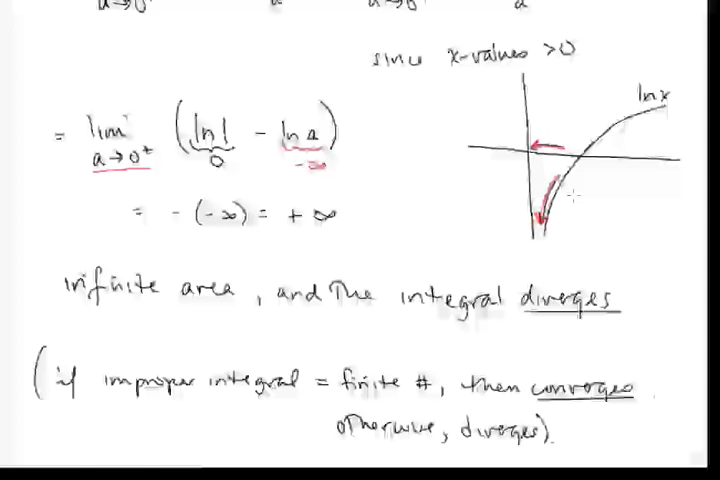 since x-values >0
ln x
= lim a→0⁺ (ln 1 - ln a)
0 -∞
= -(-∞) = +∞
infinite area, and the integral diverges
(if improper integral = finite #, then converges.
otherwise, diverges).